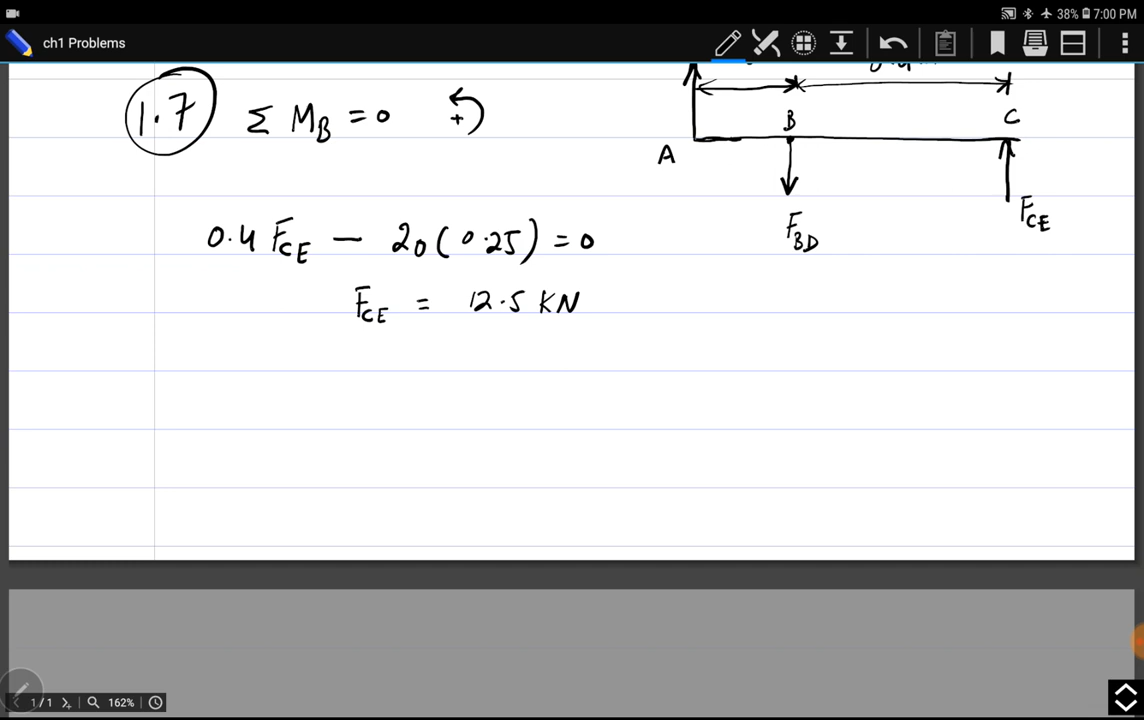 38% 7:00 PM
ch1 Problems
1.7 Σ M_B = 0 +
B
C
A
F_BD
F_CE
0.4 F_CE - 20 (0.25) = 0
F_CE = 12.5 KN
1/1 162%